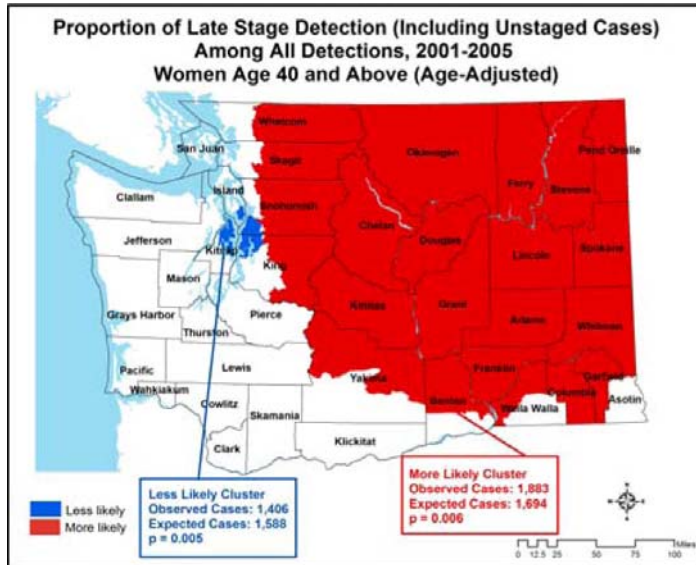 Proportion of Late Stage Detection (Including Unstaged Cases)
Among All Detections, 2001-2005
Women Age 40 and Above (Age-Adjusted)
Whatcom
San Juan
Skagit
Okanogan
Ferry
Stevens
Pend Oreille
Island
Clallam
Snohomish
Chelan
Douglas
Jefferson
Kitsap
King
Lincoln
Spokane
Mason
Kittitas
Grant
Grays Harbor
Pierce
Adams
Whitman
Thurston
Pacific
Lewis
Yakima
Franklin
Garfield
Wahkiakum
Benton
Columbia
Asotin
Cowlitz
Walla Walla
Skamania
Klickitat
Clark
Less Likely Cluster
Observed Cases: 1,406
Expected Cases: 1,588
p = 0.005
More Likely Cluster
Observed Cases: 1,883
Expected Cases: 1,694
p = 0.006
Less likely
More likely
Miles
0 12.5 25 50 75 100